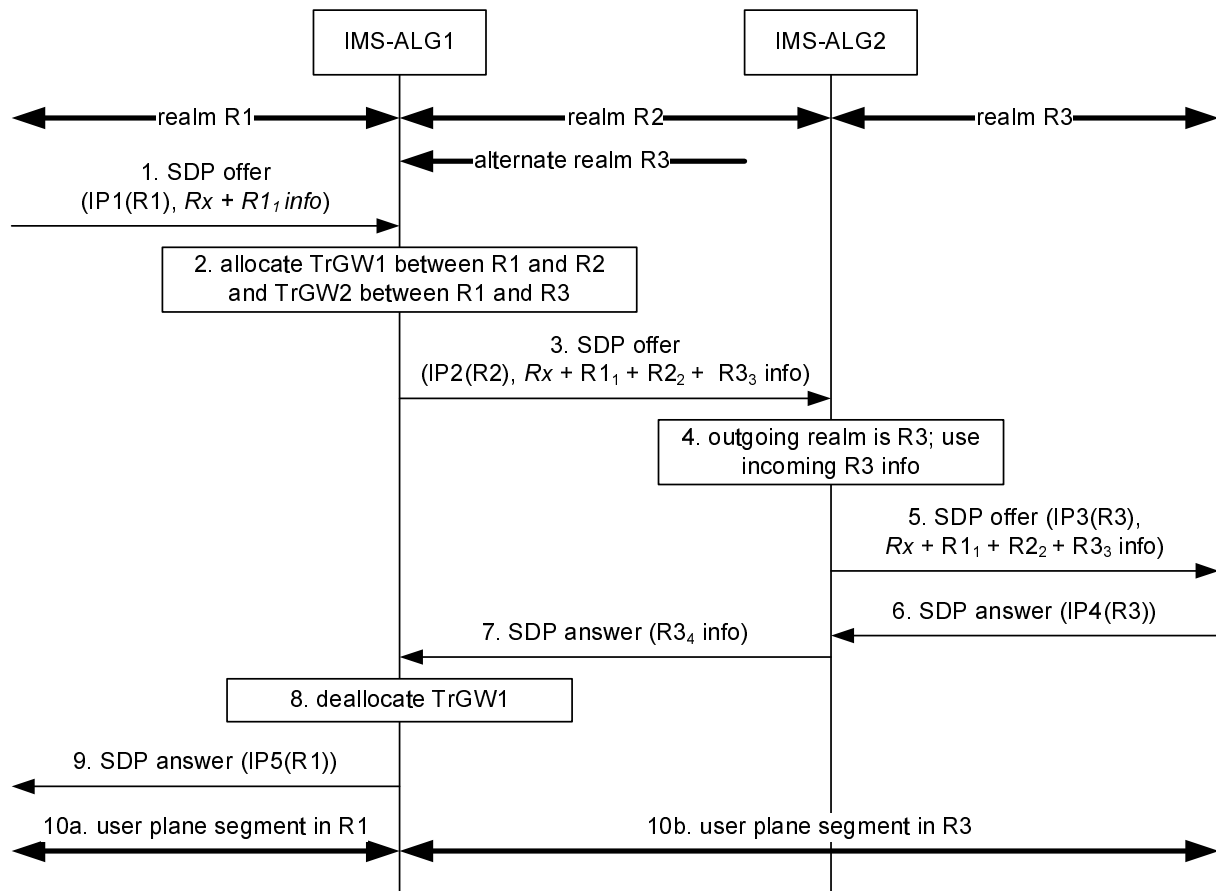 IMS-ALG1
IMS-ALG2
realm R1
realm R2
realm R3
alternate realm R3
1. SDP offer
(IP1(R1), Rx + R1₁ info)
2. allocate TrGW1 between R1 and R2
and TrGW2 between R1 and R3
3. SDP offer
(IP2(R2), Rx + R1₁ + R2₂ + R3₃ info)
4. outgoing realm is R3; use
incoming R3 info
5. SDP offer (IP3(R3),
Rx + R1₁ + R2₂ + R3₃ info)
6. SDP answer (IP4(R3))
7. SDP answer (R3₄ info)
8. deallocate TrGW1
9. SDP answer (IP5(R1))
10a. user plane segment in R1
10b. user plane segment in R3